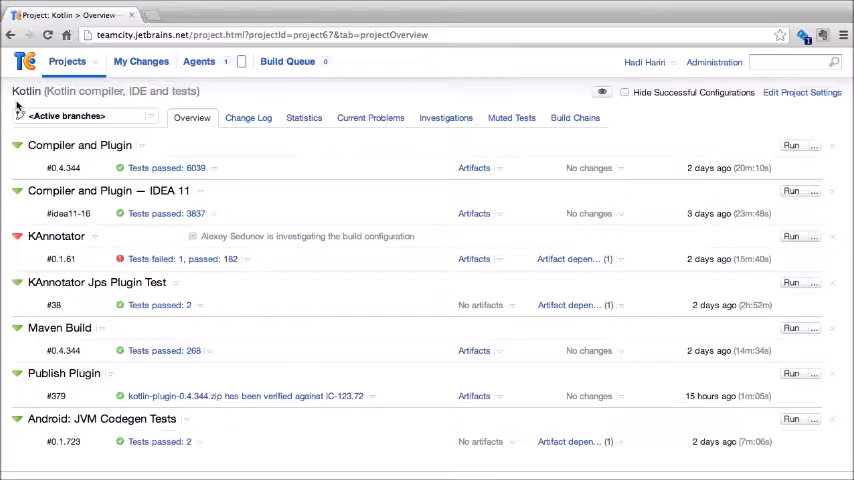 Project: Kotlin > Overview —
teamcity.jetbrains.net/project.html?projectId=project67&tab=projectOverview
TC Projects My Changes Agents 1 Build Queue 0 Hadi Hariri Administration
Kotlin (Kotlin compiler, IDE and tests) Hide Successful Configurations Edit Project Settings
<Active branches> Overview Change Log Statistics Current Problems Investigations Muted Tests Build Chains
Compiler and Plugin Run ...
#0.4.344 Tests passed: 6039 Artifacts No changes 2 days ago (20m:10s)
Compiler and Plugin — IDEA 11 Run ...
#idea11-16 Tests passed: 3837 Artifacts No changes 3 days ago (23m:48s)
KAnnotator Alexey Sedunov is investigating the build configuration Run ...
#0.1.61 Tests failed: 1, passed: 182 Artifacts Artifact depen... (1) 2 days ago (15m:40s)
KAnnotator Jps Plugin Test Run ...
#38 Tests passed: 2 No artifacts Artifact depen... (1) 2 days ago (2h:52m)
Maven Build Run ...
#0.4.344 Tests passed: 268 Artifacts No changes 2 days ago (14m:34s)
Publish Plugin Run ...
#379 kotlin-plugin-0.4.344.zip has been verified against IC-123.72 Artifacts No changes 15 hours ago (1m:05s)
Android: JVM Codegen Tests Run ...
#0.1.723 Tests passed: 2 No artifacts Artifact depen... (1) 2 days ago (7m:06s)